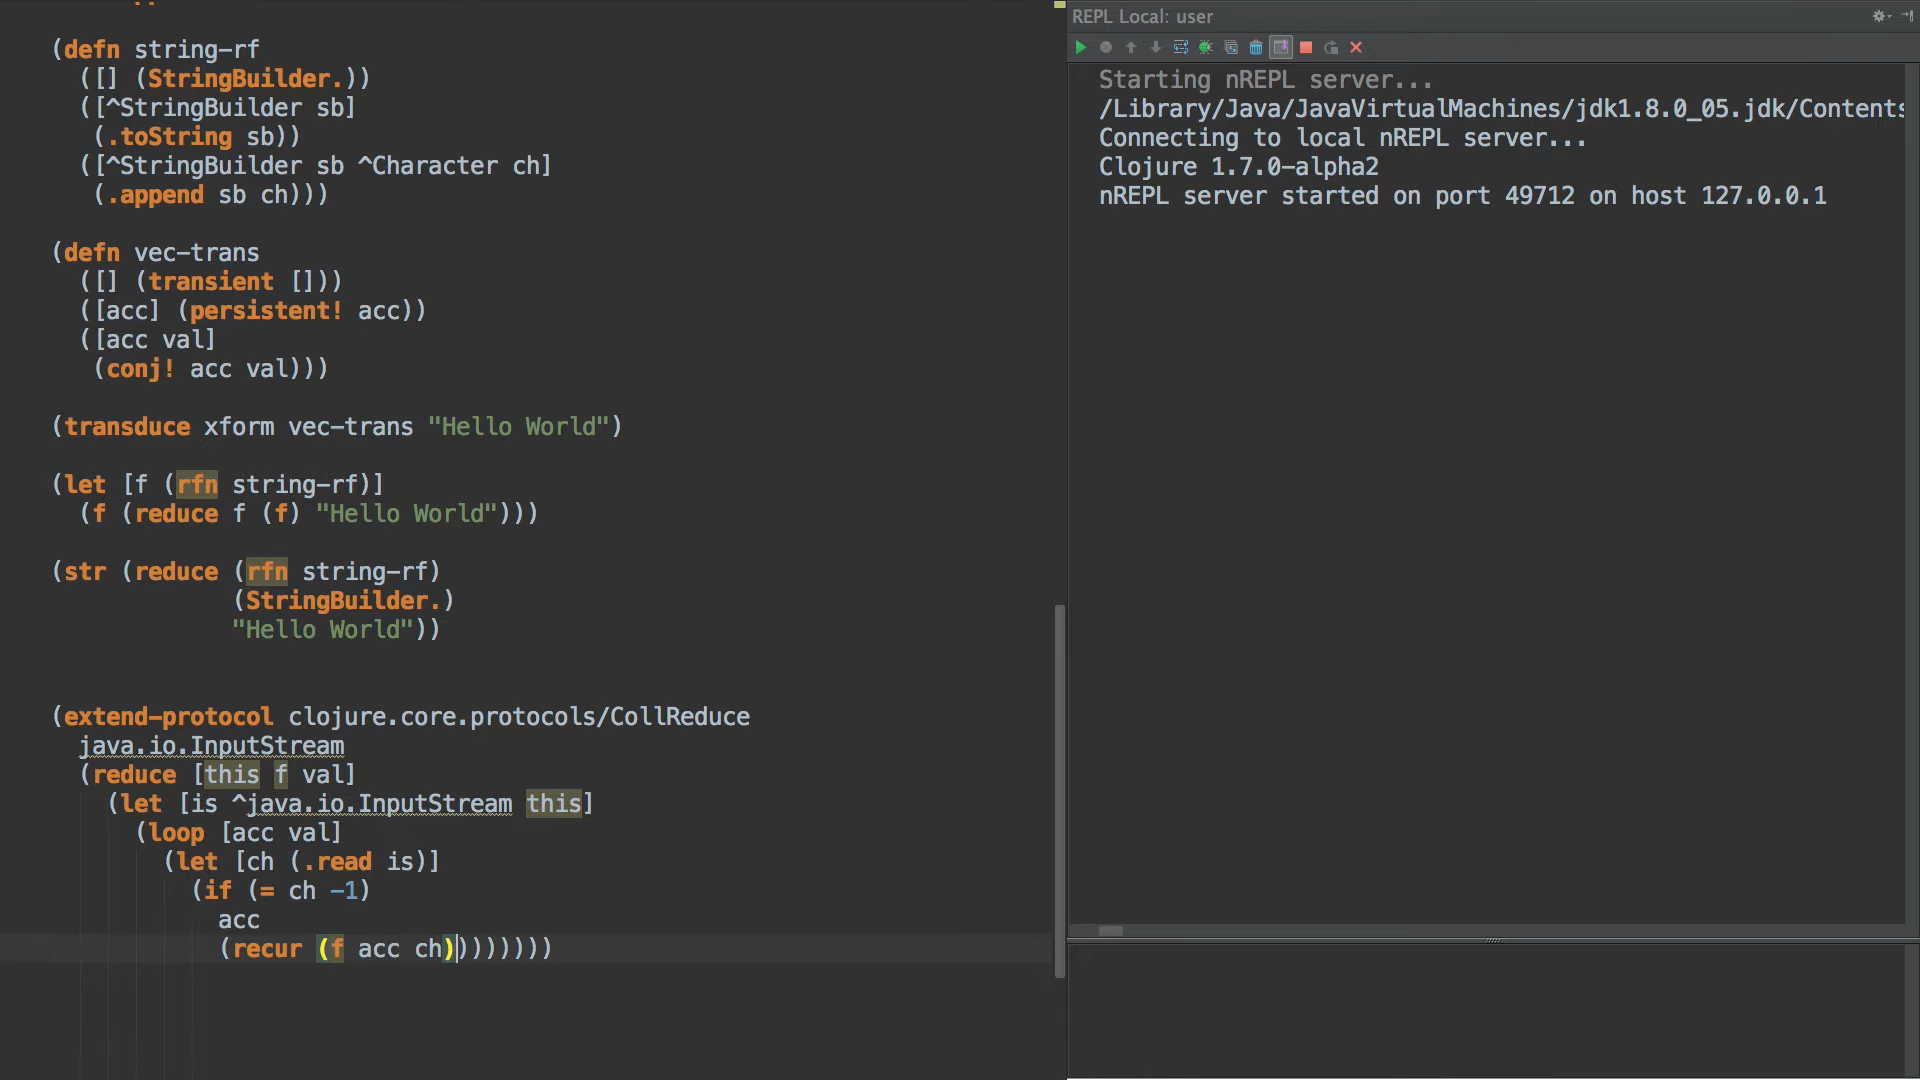 (defn string-rf
([] (StringBuilder.))
([^StringBuilder sb]
(.toString sb))
([^StringBuilder sb ^Character ch]
(.append sb ch)))
(defn vec-trans
([] (transient []))
([acc] (persistent! acc))
([acc val]
(conj! acc val)))
(transduce xform vec-trans "Hello World")
(let [f (rfn string-rf)]
(f (reduce f (f) "Hello World")))
(str (reduce (rfn string-rf)
(StringBuilder.)
"Hello World"))
(extend-protocol clojure.core.protocols/CollReduce
java.io.InputStream
(reduce [this f val]
(let [is ^java.io.InputStream this]
(loop [acc val]
(let [ch (.read is)]
(if (= ch -1)
acc
(recur (f acc ch))))))))
REPL Local: user
Starting nREPL server...
/Library/Java/JavaVirtualMachines/jdk1.8.0_05.jdk/Contents
Connecting to local nREPL server...
Clojure 1.7.0-alpha2
nREPL server started on port 49712 on host 127.0.0.1